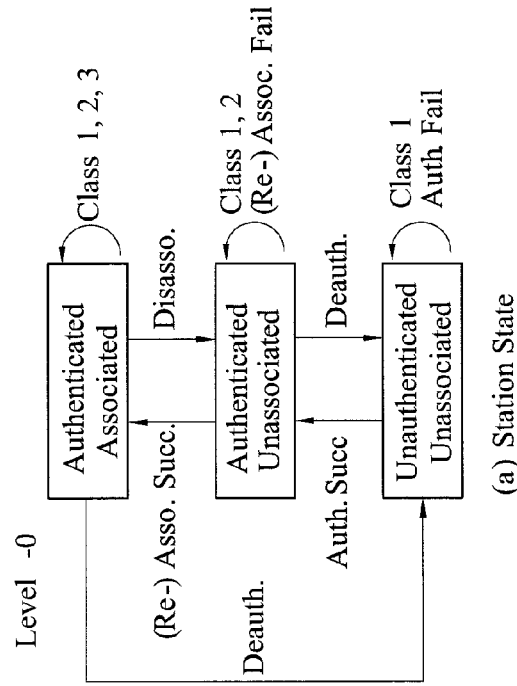 Level -0
Authenticated
Associated
Class 1, 2, 3
(Re-) Asso. Succ.
Disasso.
Authenticated
Unassociated
Class 1, 2
(Re-) Assoc. Fail
Deauth.
Auth. Succ
Deauth.
Unauthenticated
Unassociated
Class 1
Auth. Fail
(a) Station State